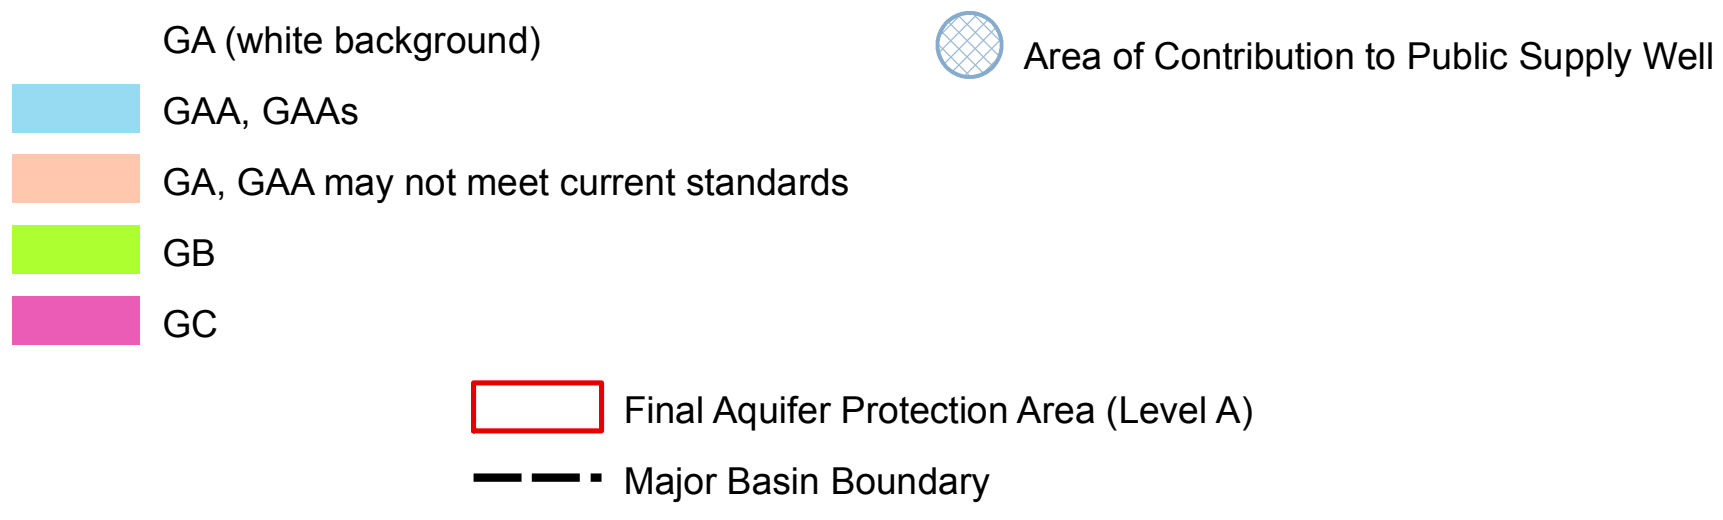 GA (white background)
GAA, GAAs
GA, GAA may not meet current standards
GB
GC
Area of Contribution to Public Supply Well
Final Aquifer Protection Area (Level A)
Major Basin Boundary